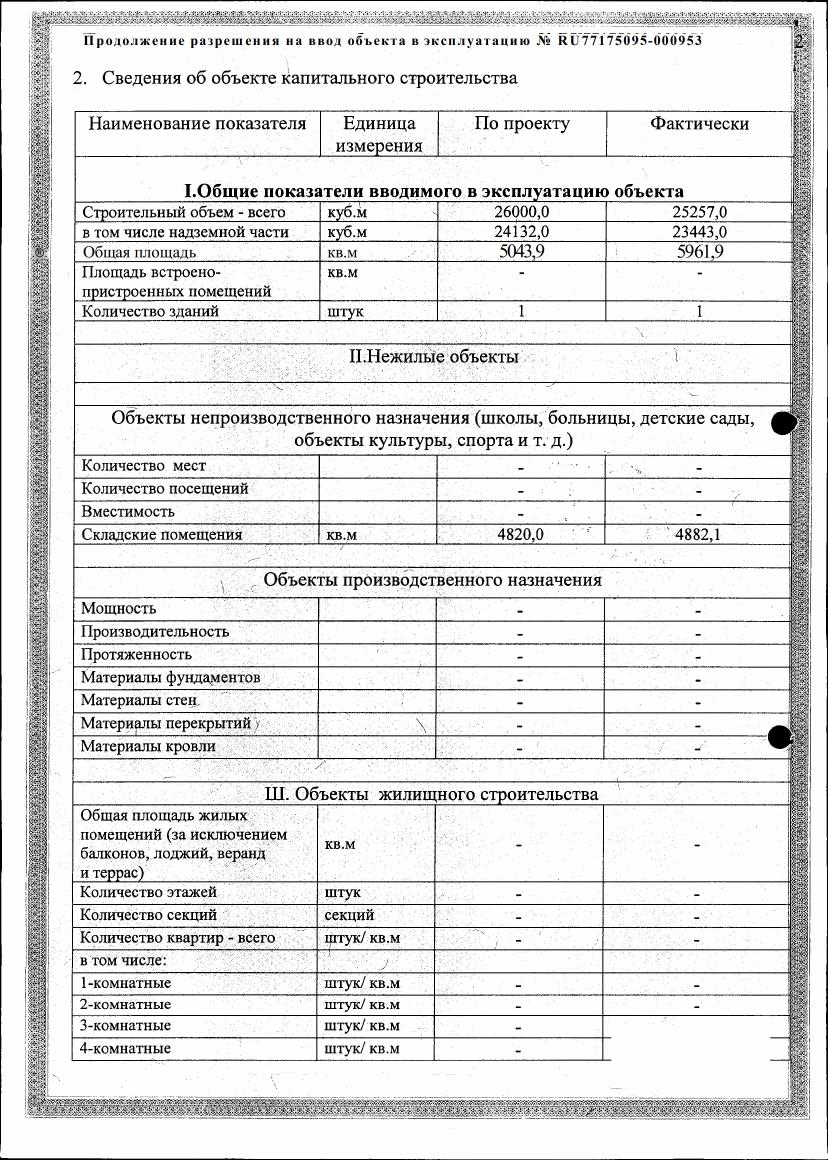 Продолжение разрешения на ввод объекта в эксплуатацию № RU77175095-000953
2
2. Сведения об объекте капитального строительства
Наименование показателя Единица измерения По проекту Фактически
I.Общие показатели вводимого в эксплуатацию объекта
Строительный объем - всего куб.м 26000,0 25257,0
в том числе надземной части куб.м 24132,0 23443,0
Общая площадь кв.м 5043,9 5961,9
Площадь встроено- кв.м - -
пристроенных помещений
Количество зданий штук 1 1
II.Нежилые объекты
Объекты непроизводственного назначения (школы, больницы, детские сады,
объекты культуры, спорта и т. д.)
Количество мест - -
Количество посещений - -
Вместимость - -
Складские помещения кв.м 4820,0 4882,1
Объекты производственного назначения
Мощность - -
Производительность - -
Протяженность - -
Материалы фундаментов - -
Материалы стен - -
Материалы перекрытий - -
Материалы кровли - -
Ш. Объекты жилищного строительства
Общая площадь жилых
помещений (за исключением
балконов, лоджий, веранд
и террас) кв.м - -
Количество этажей штук - -
Количество секций секций - -
Количество квартир - всего штук/ кв.м - -
в том числе:
1-комнатные штук/ кв.м - -
2-комнатные штук/ кв.м - -
3-комнатные штук/ кв.м -
4-комнатные штук/ кв.м -